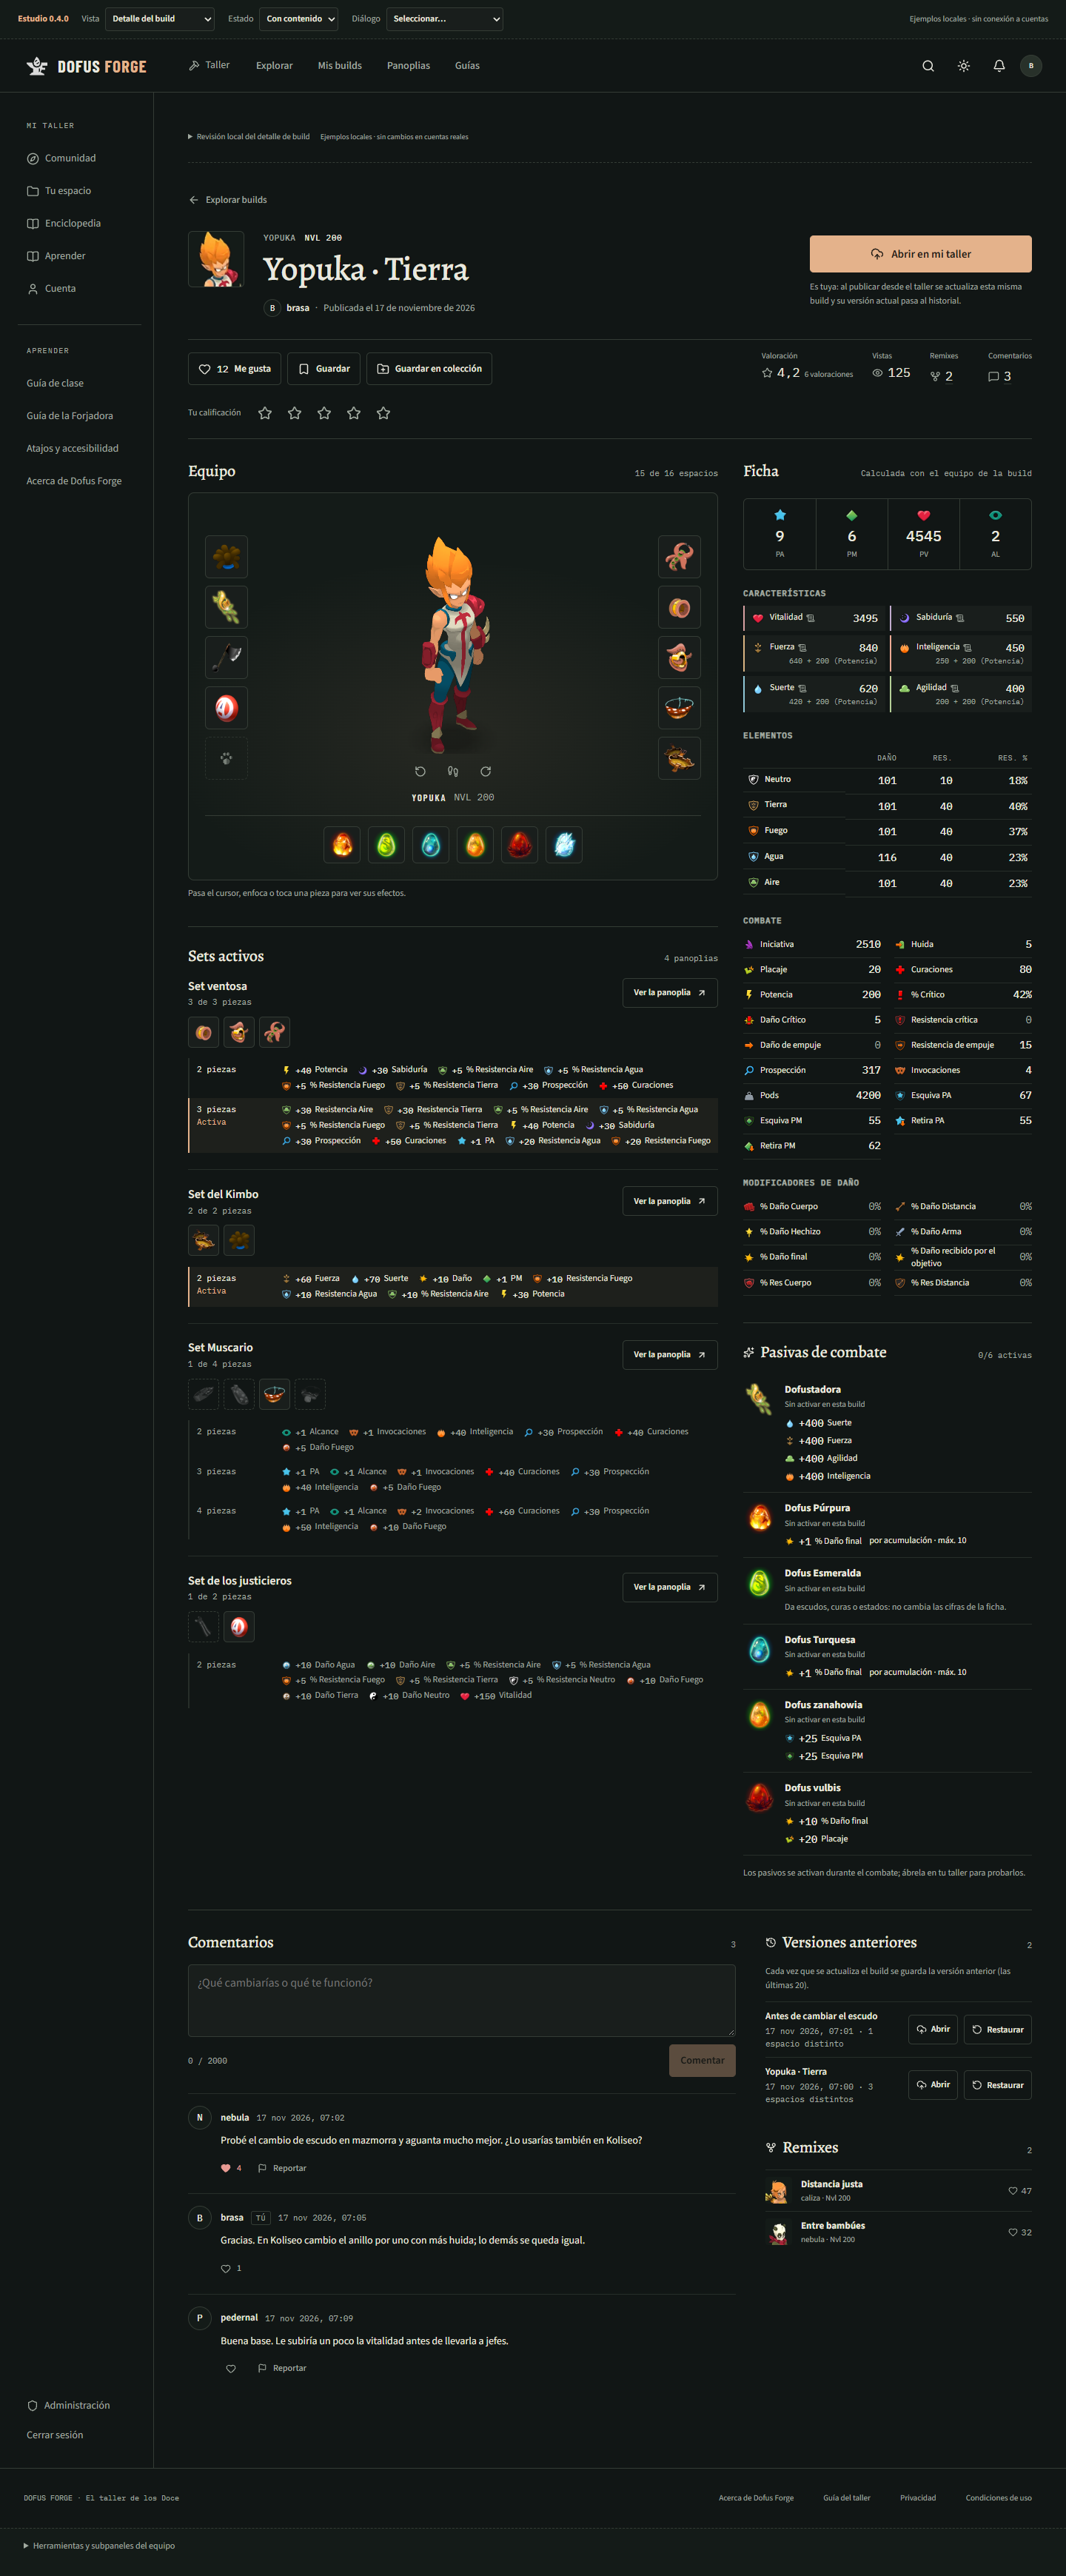 Estudio 0.4.0 Vista Detalle del build Estado Con contenido Diálogo Seleccionar... Ejemplos locales · sin conexión a cuentas
DOFUS FORGE Taller Explorar Mis builds Panoplias Guías B
MI TALLER
Comunidad
Tu espacio
Enciclopedia
Aprender
Cuenta
APRENDER
Guía de clase
Guía de la Forjadora
Atajos y accesibilidad
Acerca de Dofus Forge
Administración
Cerrar sesión
Revisión local del detalle de build Ejemplos locales · sin cambios en cuentas reales
Explorar builds
YOPUKA NVL 200
Yopuka · Tierra
B brasa · Publicada el 17 de noviembre de 2026
Abrir en mi taller
Es tuya: al publicar desde el taller se actualiza esta misma
build y su versión actual pasa al historial.
12 Me gusta Guardar Guardar en colección
Valoración Vistas Remixes Comentarios
4,2 6 valoraciones 125 2 3
Tu calificación
Equipo 15 de 16 espacios
YOPUKA NVL 200
Pasa el cursor, enfoca o toca una pieza para ver sus efectos.
Sets activos 4 panoplias
Set ventosa Ver la panoplia
3 de 3 piezas
2 piezas +40 Potencia +30 Sabiduría +5 % Resistencia Aire +5 % Resistencia Agua
+5 % Resistencia Fuego +5 % Resistencia Tierra +30 Prospección +50 Curaciones
3 piezas +30 Resistencia Aire +30 Resistencia Tierra +5 % Resistencia Aire +5 % Resistencia Agua
Activa +5 % Resistencia Fuego +5 % Resistencia Tierra +40 Potencia +30 Sabiduría
+30 Prospección +50 Curaciones +1 PA +20 Resistencia Agua +20 Resistencia Fuego
Set del Kimbo Ver la panoplia
2 de 2 piezas
2 piezas +60 Fuerza +70 Suerte +10 Daño +1 PM +10 Resistencia Fuego
Activa +10 Resistencia Agua +10 % Resistencia Aire +30 Potencia
Set Muscario Ver la panoplia
1 de 4 piezas
2 piezas +1 Alcance +1 Invocaciones +40 Inteligencia +30 Prospección +40 Curaciones
+5 Daño Fuego
3 piezas +1 PA +1 Alcance +1 Invocaciones +40 Curaciones +30 Prospección
+40 Inteligencia +5 Daño Fuego
4 piezas +1 PA +1 Alcance +2 Invocaciones +60 Curaciones +30 Prospección
+50 Inteligencia +10 Daño Fuego
Set de los justicieros Ver la panoplia
1 de 2 piezas
2 piezas +10 Daño Agua +10 Daño Aire +5 % Resistencia Aire +5 % Resistencia Agua
+5 % Resistencia Fuego +5 % Resistencia Tierra +5 % Resistencia Neutro +10 Daño Fuego
+10 Daño Tierra +10 Daño Neutro +150 Vitalidad
Ficha Calculada con el equipo de la build
9 6 4545 2
PA PM PV AL
CARACTERÍSTICAS
Vitalidad 3495 Sabiduría 550
Fuerza 840 Inteligencia 450
640 + 200 (Potencia) 250 + 200 (Potencia)
Suerte 620 Agilidad 400
420 + 200 (Potencia) 200 + 200 (Potencia)
ELEMENTOS
DAÑO RES. RES. %
Neutro 101 10 18%
Tierra 101 40 40%
Fuego 101 40 37%
Agua 116 40 23%
Aire 101 40 23%
COMBATE
Iniciativa 2510 Huida 5
Placaje 20 Curaciones 80
Potencia 200 % Crítico 42%
Daño Crítico 5 Resistencia crítica 0
Daño de empuje 0 Resistencia de empuje 15
Prospección 317 Invocaciones 4
Pods 4200 Esquiva PA 67
Esquiva PM 55 Retira PA 55
Retira PM 62
MODIFICADORES DE DAÑO
% Daño Cuerpo 0% % Daño Distancia 0%
% Daño Hechizo 0% % Daño Arma 0%
% Daño final 0% % Daño recibido por el objetivo 0%
% Res Cuerpo 0% % Res Distancia 0%
Pasivas de combate 0/6 activas
Dofustadora
Sin activar en esta build
+400 Suerte
+400 Fuerza
+400 Agilidad
+400 Inteligencia
Dofus Púrpura
Sin activar en esta build
+1 % Daño final por acumulación · máx. 10
Dofus Esmeralda
Sin activar en esta build
Da escudos, curas o estados: no cambia las cifras de la ficha.
Dofus Turquesa
Sin activar en esta build
+1 % Daño final por acumulación · máx. 10
Dofus zanahowia
Sin activar en esta build
+25 Esquiva PA
+25 Esquiva PM
Dofus vulbis
Sin activar en esta build
+10 % Daño final
+20 Placaje
Los pasivos se activan durante el combate; ábrela en tu taller para probarlos.
Comentarios 3
¿Qué cambiarías o qué te funcionó?
0 / 2000 Comentar
N nebula 17 nov 2026, 07:02
Probé el cambio de escudo en mazmorra y aguanta mucho mejor. ¿Lo usarías también en Koliseo?
4 Reportar
B brasa TÚ 17 nov 2026, 07:05
Gracias. En Koliseo cambio el anillo por uno con más huida; lo demás se queda igual.
1
P pedernal 17 nov 2026, 07:09
Buena base. Le subiría un poco la vitalidad antes de llevarla a jefes.
Reportar
Versiones anteriores 2
Cada vez que se actualiza el build se guarda la versión anterior (las
últimas 20).
Antes de cambiar el escudo Abrir Restaurar
17 nov 2026, 07:01 · 1
espacio distinto
Yopuka · Tierra Abrir Restaurar
17 nov 2026, 07:00 · 3
espacios distintos
Remixes 2
Distancia justa 47
caliza · Nvl 200
Entre bambúes 32
nebula · Nvl 200
DOFUS FORGE · El taller de los Doce Acerca de Dofus Forge Guía del taller Privacidad Condiciones de uso
Herramientas y subpaneles del equipo